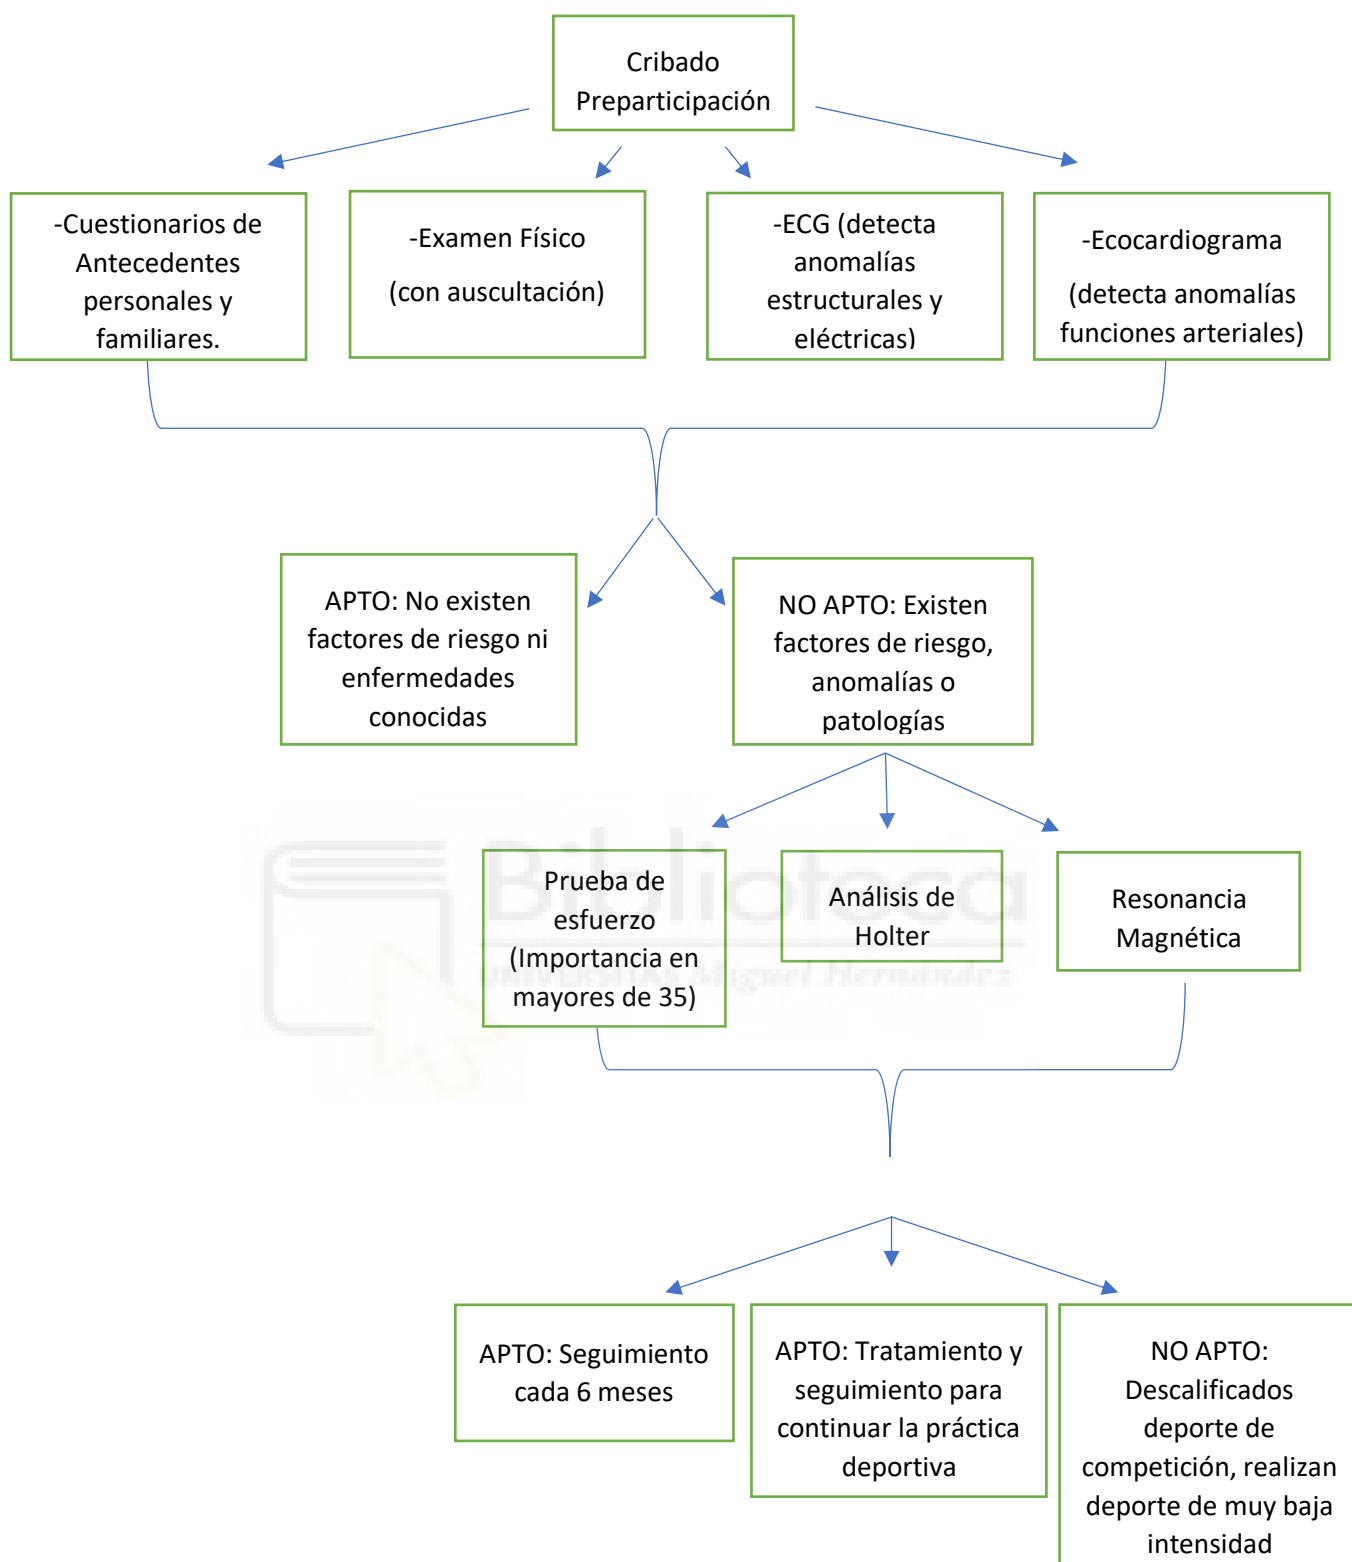 Cribado
Preparticipación
-Cuestionarios de
Antecedentes
personales y
familiares.
-Examen Físico
(con auscultación)
-ECG (detecta
anomalías
estructurales y
eléctricas)
-Ecocardiograma
(detecta anomalías
funciones arteriales)
APTO: No existen
factores de riesgo ni
enfermedades
conocidas
NO APTO: Existen
factores de riesgo,
anomalías o
patologías
Biblioteca
UNIVERSITAS Miguel Hernández
Prueba de
esfuerzo
(Importancia en
mayores de 35)
Análisis de
Holter
Resonancia
Magnética
APTO: Seguimiento
cada 6 meses
APTO: Tratamiento y
seguimiento para
continuar la práctica
deportiva
NO APTO:
Descalificados
deporte de
competición, realizan
deporte de muy baja
intensidad